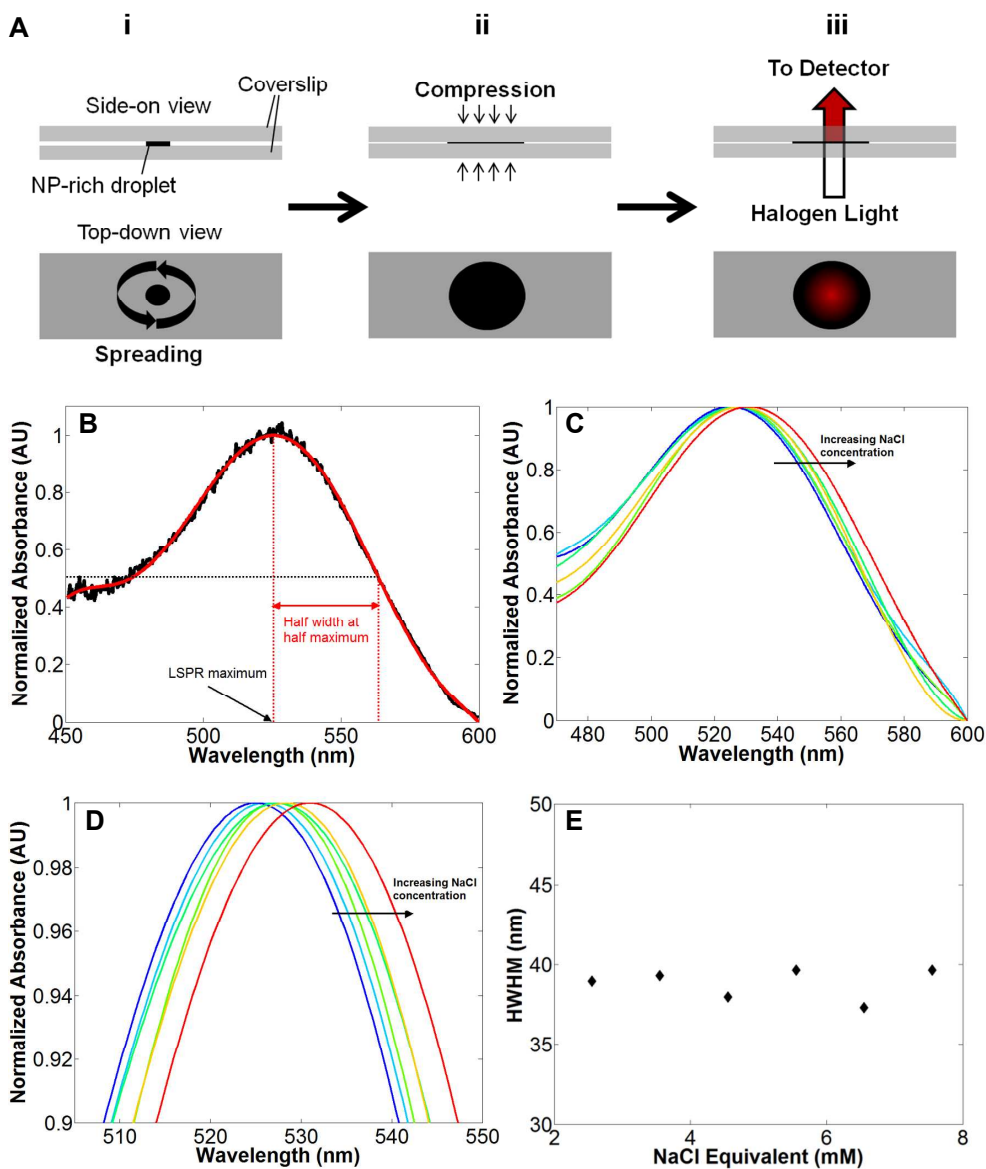 A
i
ii
iii
Side-on view
Coverslip
NP-rich droplet
Compression
To Detector
Halogen Light
Top-down view
Spreading
B
Normalized Absorbance (AU)
1
0.8
0.6
0.4
0.2
0
450
500
550
600
Wavelength (nm)
Half width at
half maximum
LSPR maximum
C
Normalized Absorbance (AU)
1
0.8
0.6
0.4
0.2
0
480
500
520
540
560
580
600
Wavelength (nm)
Increasing NaCl
concentration
D
Normalized Absorbance (AU)
1
0.98
0.96
0.94
0.92
0.9
510
520
530
540
550
Wavelength (nm)
Increasing NaCl
concentration
E
HWHM (nm)
50
45
40
35
30
2
4
6
8
NaCl Equivalent (mM)